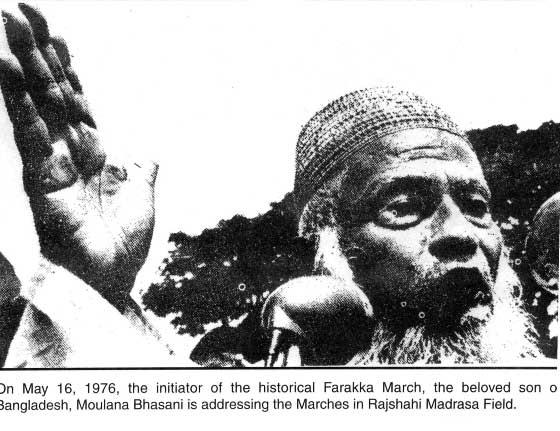 On May 16, 1976, the initiator of the historical Farakka March, the beloved son o
Bangladesh, Moulana Bhasani is addressing the Marches in Rajshahi Madrasa Field.